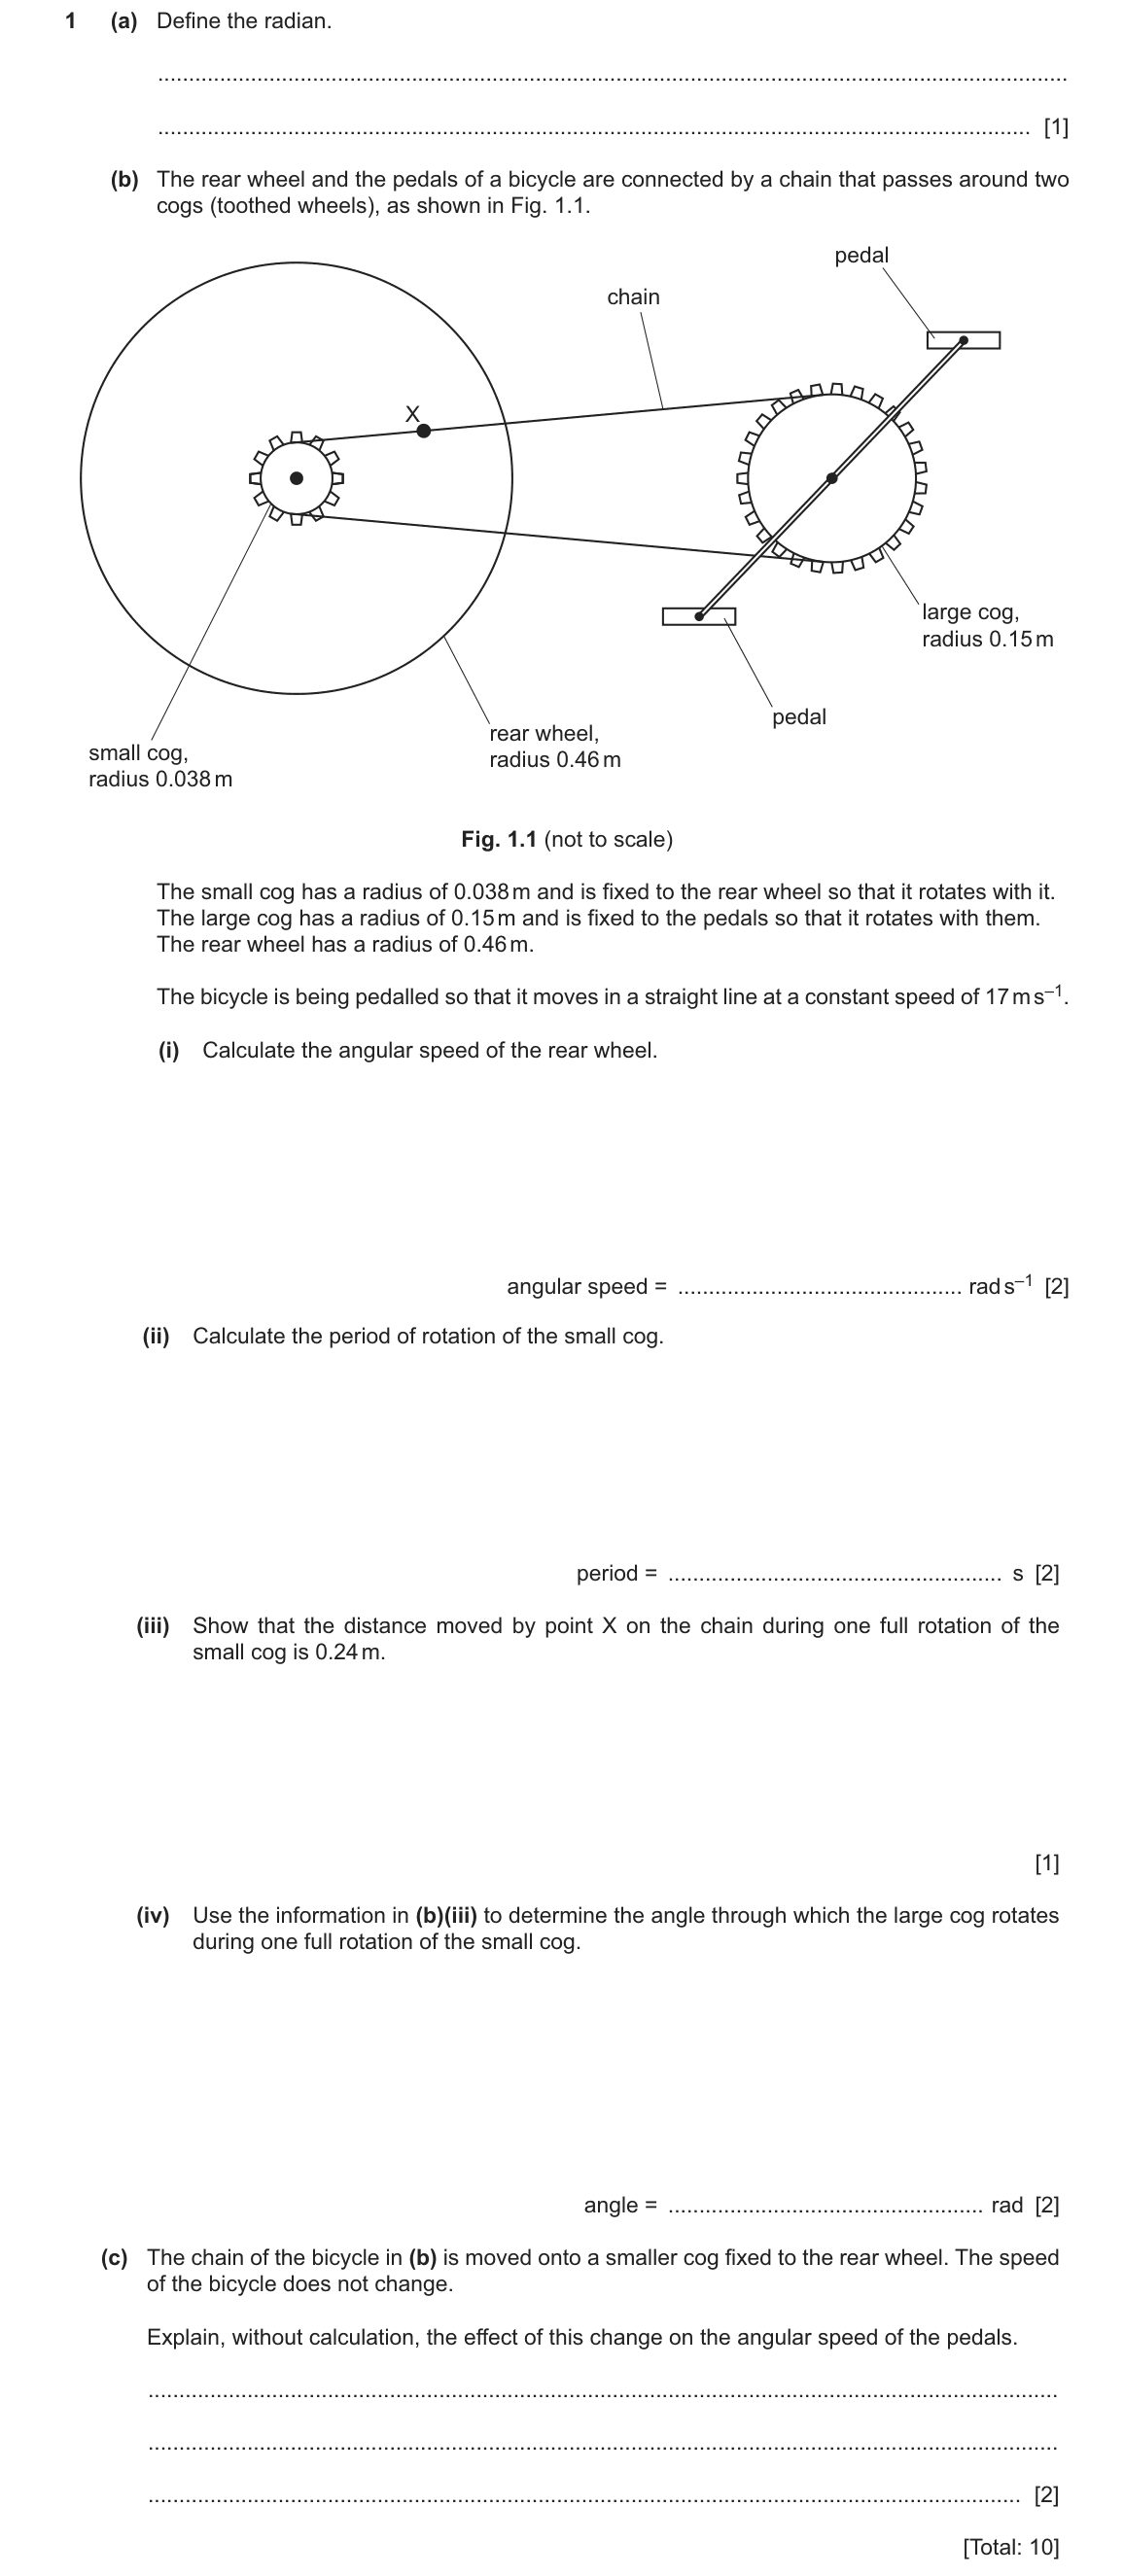 1 (a) Define the radian.
..........................................................................................................................................................
.................................................................................................................................................. [1]
(b) The rear wheel and the pedals of a bicycle are connected by a chain that passes around two
cogs (toothed wheels), as shown in Fig. 1.1.
pedal
chain
X
large cog,
radius 0.15 m
pedal
rear wheel,
radius 0.46 m
small cog,
radius 0.038 m
Fig. 1.1 (not to scale)
The small cog has a radius of 0.038 m and is fixed to the rear wheel so that it rotates with it.
The large cog has a radius of 0.15 m and is fixed to the pedals so that it rotates with them.
The rear wheel has a radius of 0.46 m.
The bicycle is being pedalled so that it moves in a straight line at a constant speed of 17 m s⁻¹.
(i) Calculate the angular speed of the rear wheel.
angular speed = .............................................. rad s⁻¹ [2]
(ii) Calculate the period of rotation of the small cog.
period = ...................................................... s [2]
(iii) Show that the distance moved by point X on the chain during one full rotation of the
small cog is 0.24 m.
[1]
(iv) Use the information in (b)(iii) to determine the angle through which the large cog rotates
during one full rotation of the small cog.
angle = ................................................... rad [2]
(c) The chain of the bicycle in (b) is moved onto a smaller cog fixed to the rear wheel. The speed
of the bicycle does not change.
Explain, without calculation, the effect of this change on the angular speed of the pedals.
..........................................................................................................................................................
..........................................................................................................................................................
.................................................................................................................................................. [2]
[Total: 10]